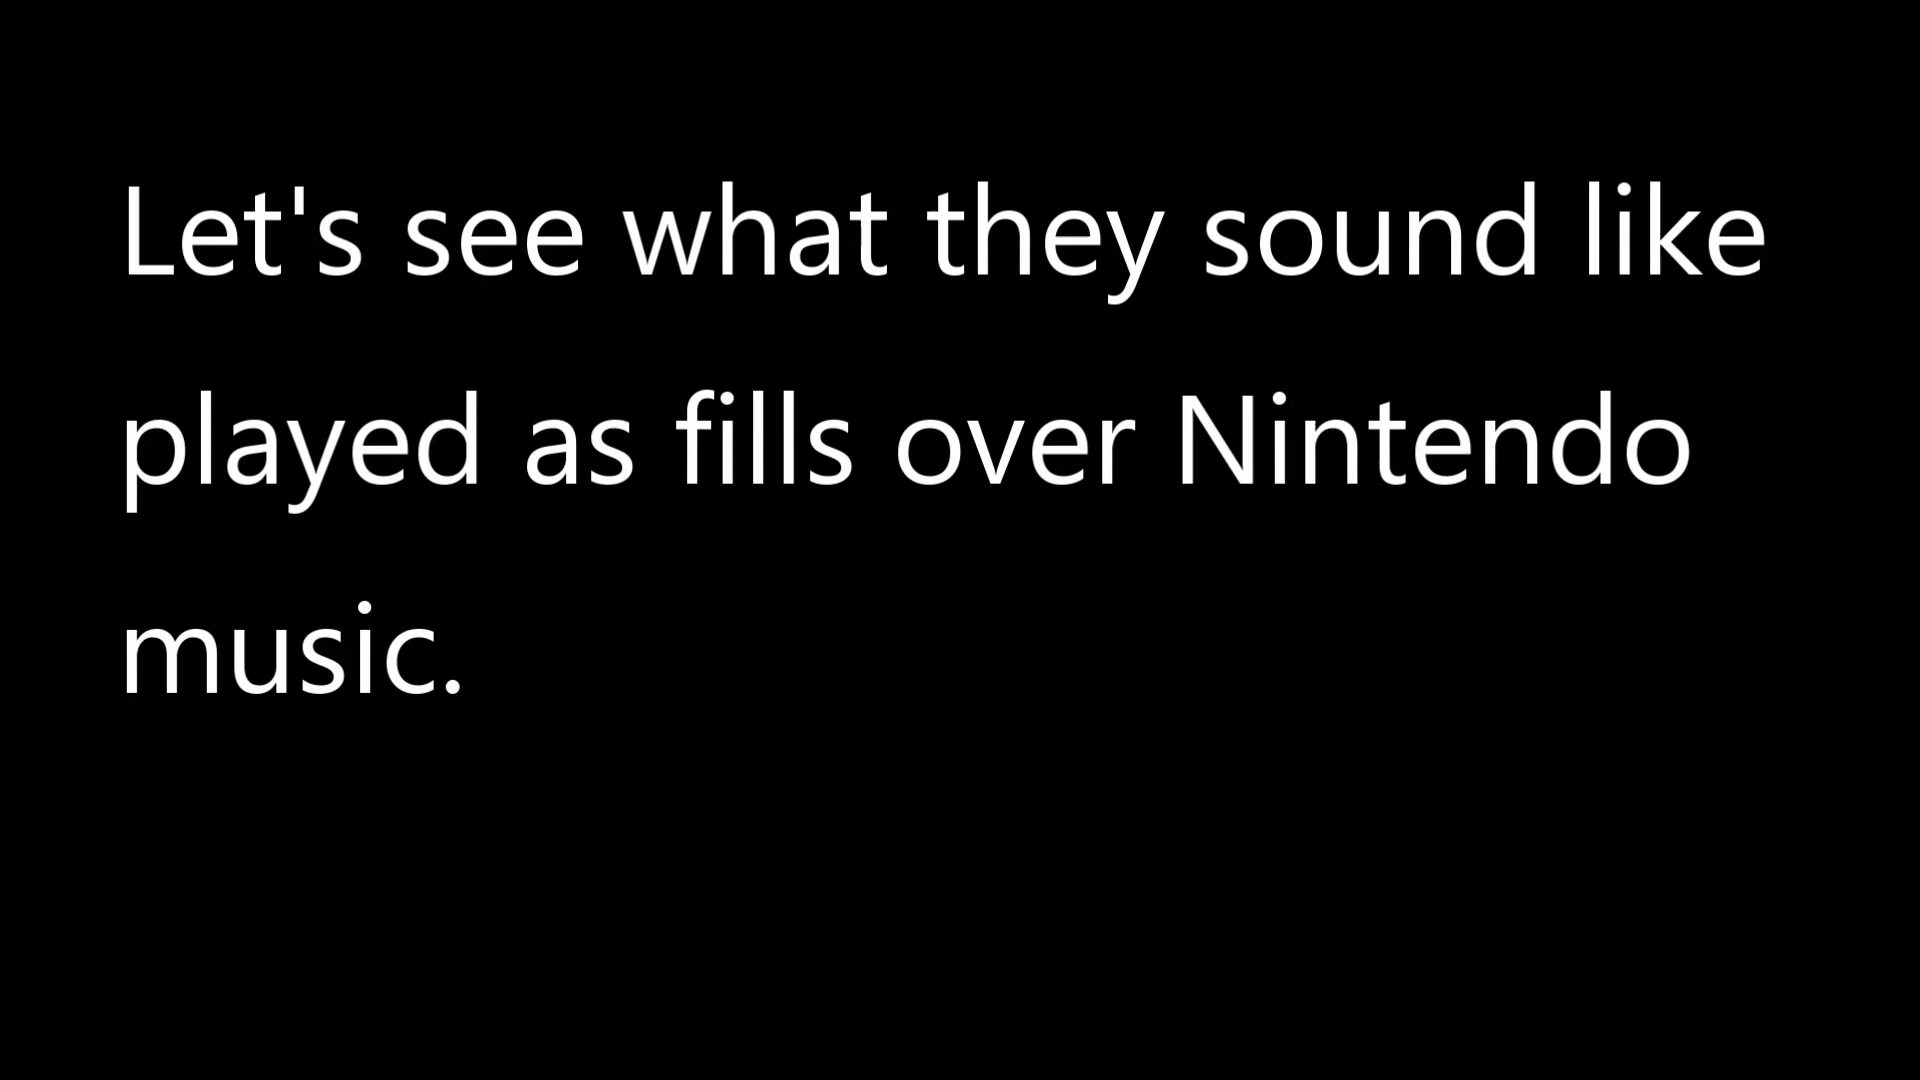 Let's see what they sound like
played as fills over Nintendo
music.